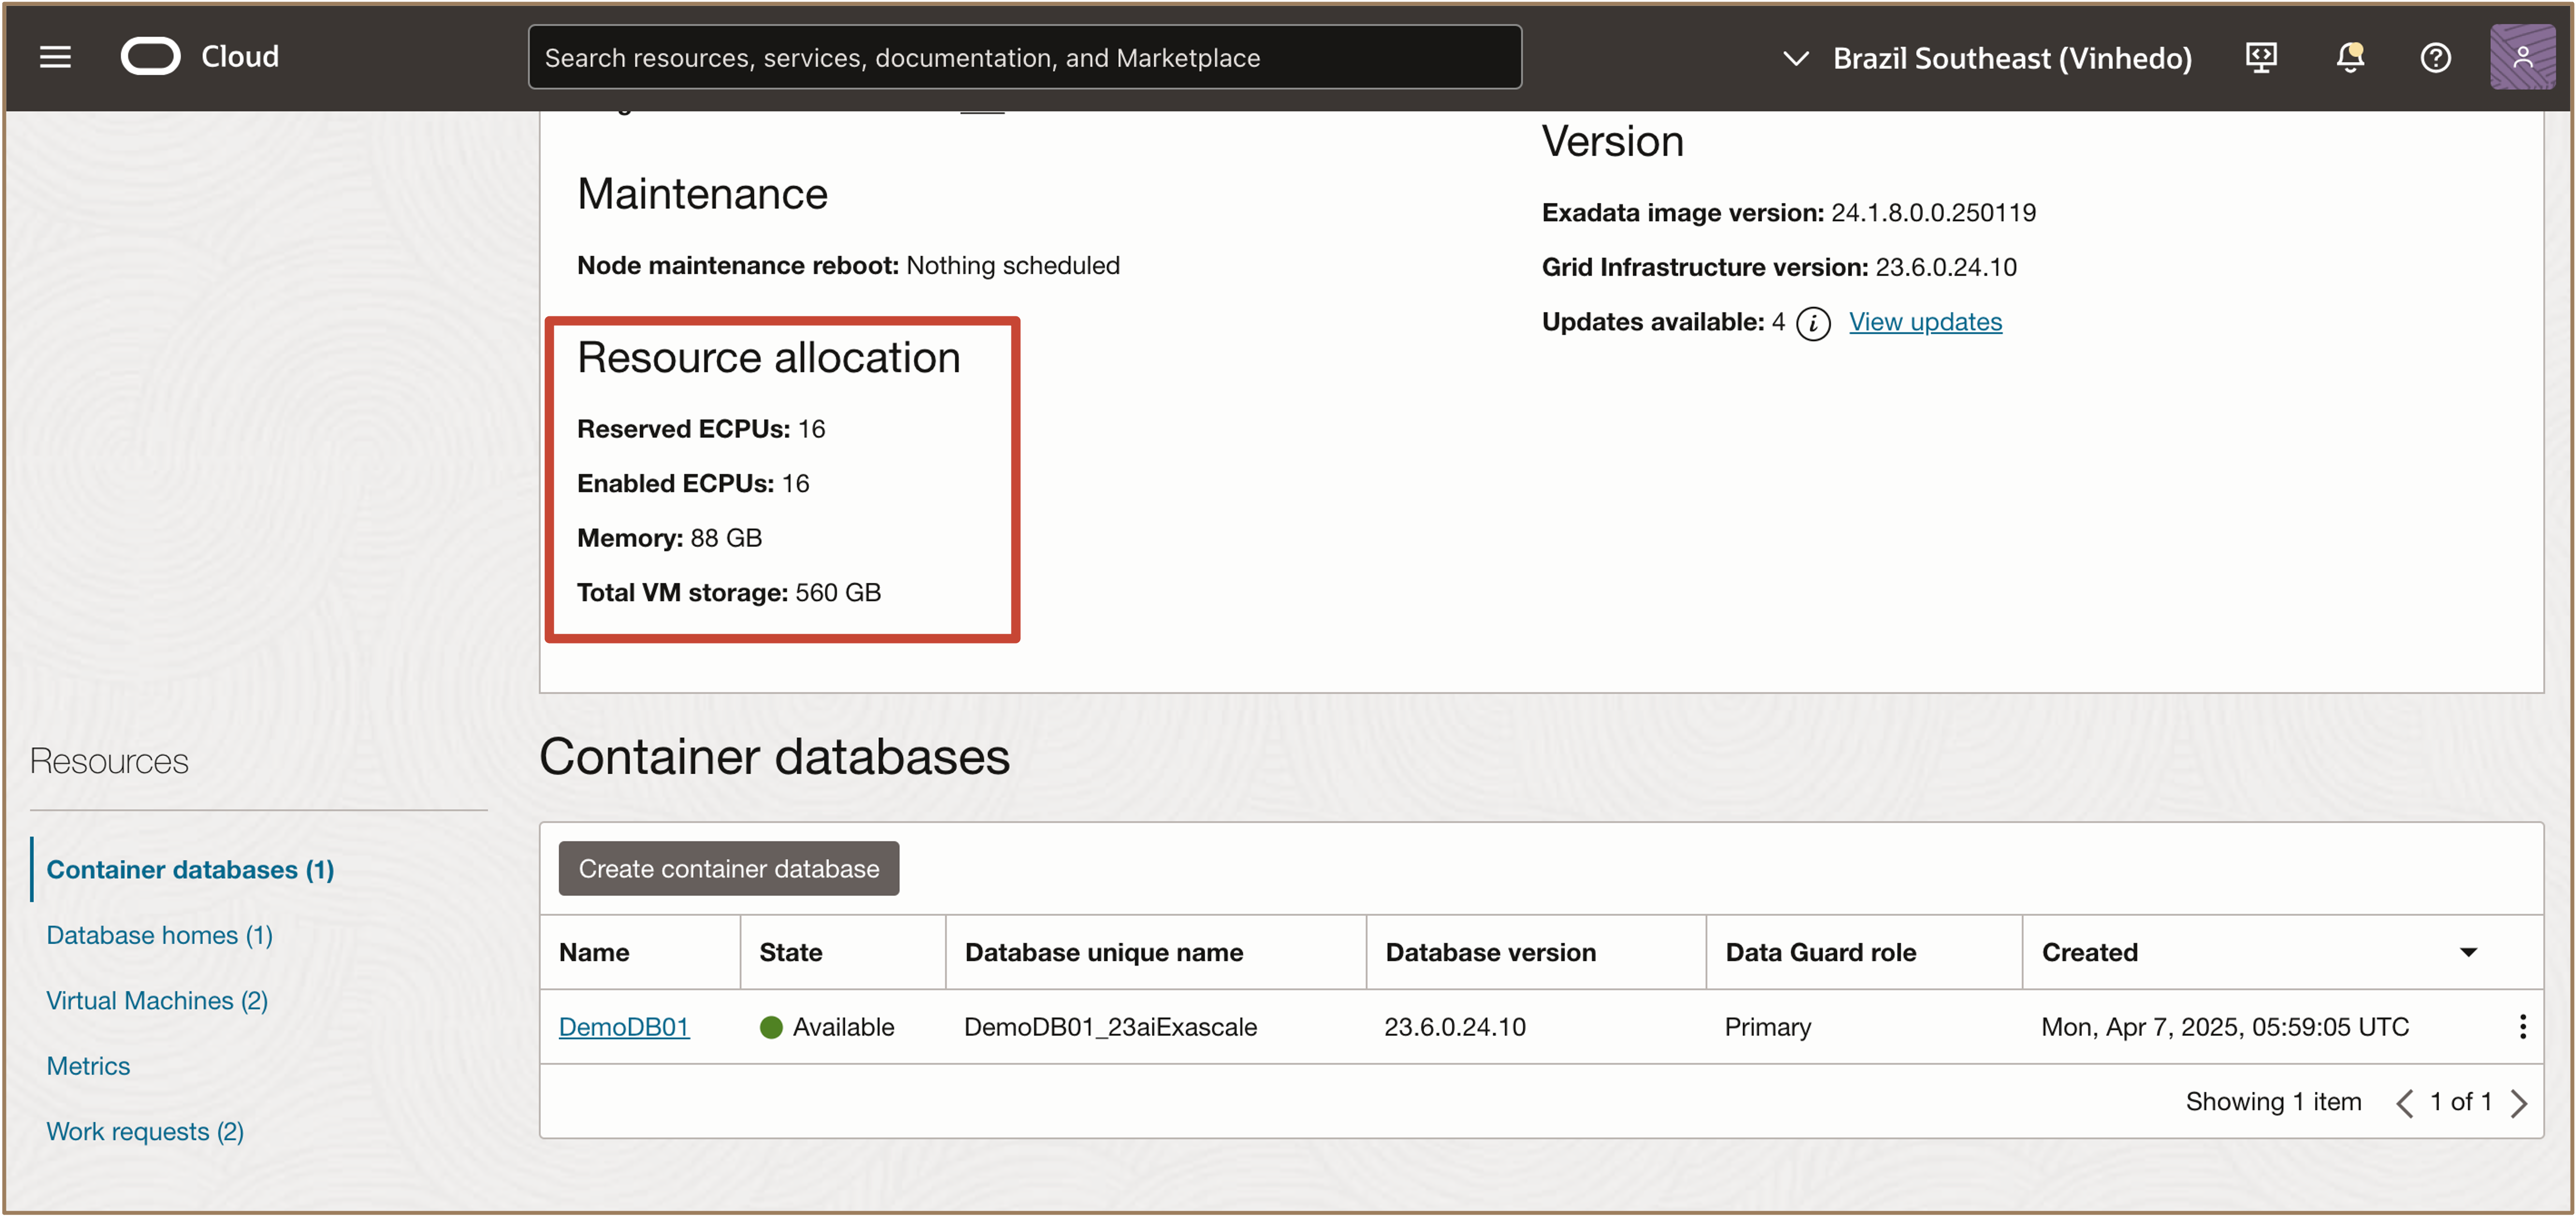 Cloud
Search resources, services, documentation, and Marketplace
Brazil Southeast (Vinhedo)
Maintenance
Node maintenance reboot: Nothing scheduled
Resource allocation
Reserved ECPUs: 16
Enabled ECPUs: 16
Memory: 88 GB
Total VM storage: 560 GB
Version
Exadata image version: 24.1.8.0.0.250119
Grid Infrastructure version: 23.6.0.24.10
Updates available: 4 i View updates
Resources
Container databases (1)
Database homes (1)
Virtual Machines (2)
Metrics
Work requests (2)
Container databases
Create container database
Name State Database unique name Database version Data Guard role Created
DemoDB01 Available DemoDB01_23aiExascale 23.6.0.24.10 Primary Mon, Apr 7, 2025, 05:59:05 UTC
Showing 1 item 1 of 1